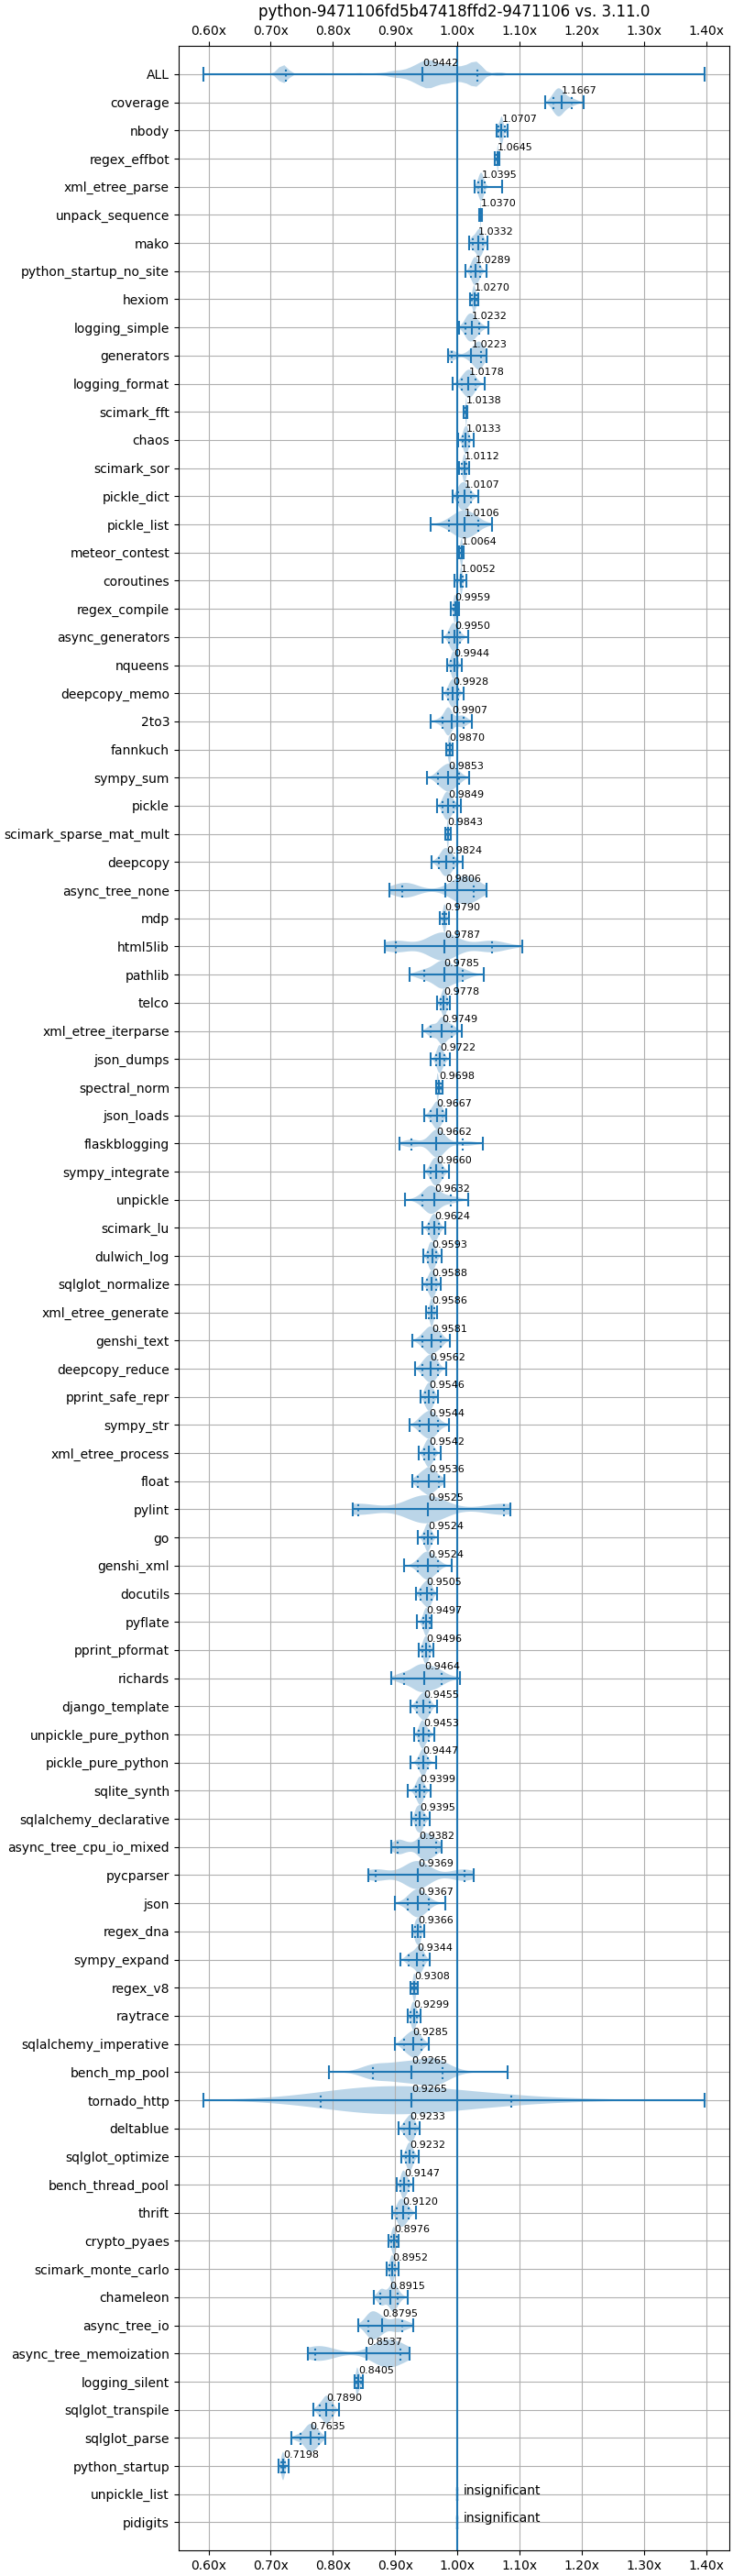 python-9471106fd5b47418ffd2-9471106 vs. 3.11.0
0.60x 0.70x 0.80x 0.90x 1.00x 1.10x 1.20x 1.30x 1.40x
ALL 0.9442
coverage 1.1667
nbody 1.0707
regex_effbot 1.0645
xml_etree_parse 1.0395
unpack_sequence 1.0370
mako 1.0332
python_startup_no_site 1.0289
hexiom 1.0270
logging_simple 1.0232
generators 1.0223
logging_format 1.0178
scimark_fft 1.0138
chaos 1.0133
scimark_sor 1.0112
pickle_dict 1.0107
pickle_list 1.0106
meteor_contest 1.0064
coroutines 1.0052
regex_compile 0.9959
async_generators 0.9950
nqueens 0.9944
deepcopy_memo 0.9928
2to3 0.9907
fannkuch 0.9870
sympy_sum 0.9853
pickle 0.9849
scimark_sparse_mat_mult 0.9843
deepcopy 0.9824
async_tree_none 0.9806
mdp 0.9790
html5lib 0.9787
pathlib 0.9785
telco 0.9778
xml_etree_iterparse 0.9749
json_dumps 0.9722
spectral_norm 0.9698
json_loads 0.9667
flaskblogging 0.9662
sympy_integrate 0.9660
unpickle 0.9632
scimark_lu 0.9624
dulwich_log 0.9593
sqlglot_normalize 0.9588
xml_etree_generate 0.9586
genshi_text 0.9581
deepcopy_reduce 0.9562
pprint_safe_repr 0.9546
sympy_str 0.9544
xml_etree_process 0.9542
float 0.9536
pylint 0.9525
go 0.9524
genshi_xml 0.9524
docutils 0.9505
pyflate 0.9497
pprint_pformat 0.9496
richards 0.9464
django_template 0.9455
unpickle_pure_python 0.9453
pickle_pure_python 0.9447
sqlite_synth 0.9399
sqlalchemy_declarative 0.9395
async_tree_cpu_io_mixed 0.9382
pycparser 0.9369
json 0.9367
regex_dna 0.9366
sympy_expand 0.9344
regex_v8 0.9308
raytrace 0.9299
sqlalchemy_imperative 0.9285
bench_mp_pool 0.9265
tornado_http 0.9265
deltablue 0.9233
sqlglot_optimize 0.9232
bench_thread_pool 0.9147
thrift 0.9120
crypto_pyaes 0.8976
scimark_monte_carlo 0.8952
chameleon 0.8915
async_tree_io 0.8795
async_tree_memoization 0.8537
logging_silent 0.8405
sqlglot_transpile 0.7890
sqlglot_parse 0.7635
python_startup 0.7198
unpickle_list insignificant
pidigits insignificant
0.60x 0.70x 0.80x 0.90x 1.00x 1.10x 1.20x 1.30x 1.40x